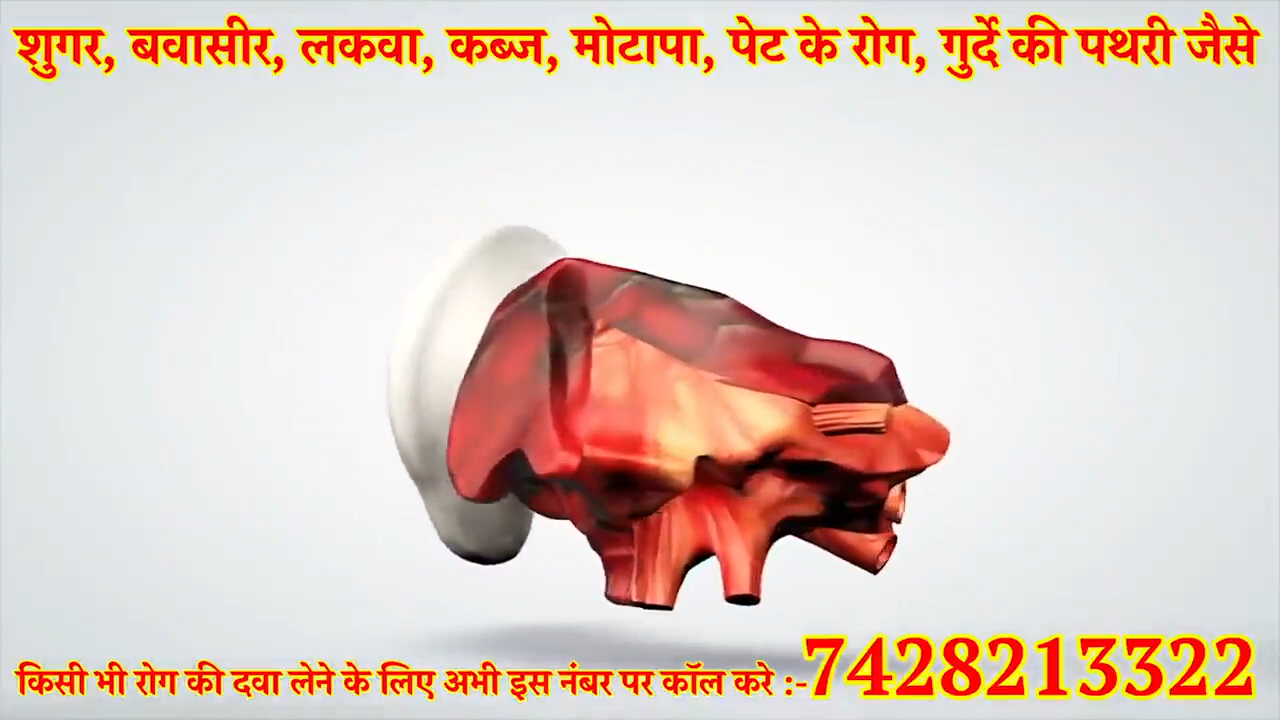 शुगर, बवासीर, लकवा, कब्ज, मोटापा, पेट के रोग, गुर्दे की पथरी जैसे
किसी भी रोग की दवा लेने के लिए अभी इस नंबर पर कॉल करे :-7428213322